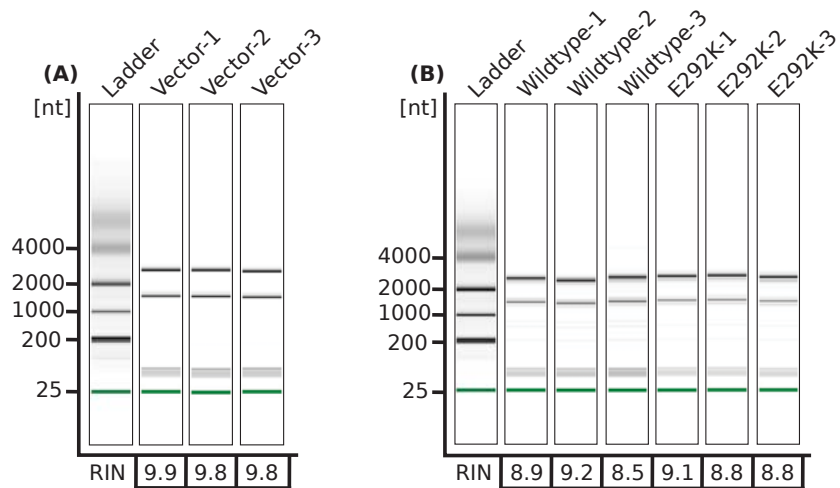 (A)
Ladder
Vector-1
Vector-2
Vector-3
[nt]
4000
2000
1000
200
25
RIN 9.9 9.8 9.8
(B)
Ladder
Wildtype-1
Wildtype-2
Wildtype-3
E292K-1
E292K-2
E292K-3
[nt]
4000
2000
1000
200
25
RIN 8.9 9.2 8.5 9.1 8.8 8.8